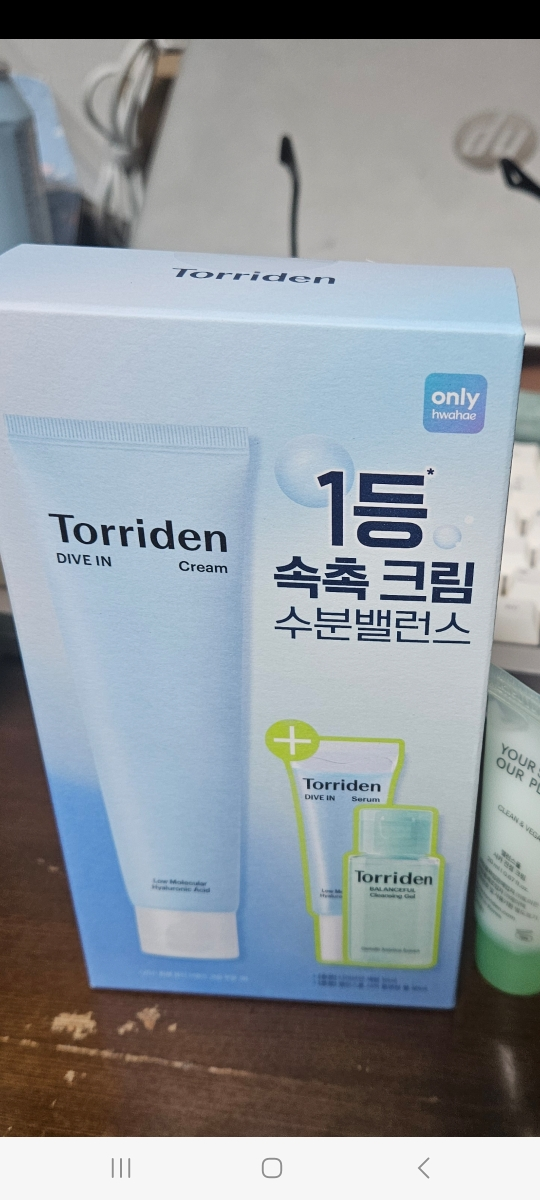 hp
Torriden
only
hwahae
1등*
속촉 크림
수분밸런스
Torriden
DIVE IN Cream
Low Molecular
Hyaluronic Acid
+
Torriden
DIVE IN Serum
Torriden
BALANCEFUL
Cleansing Gel
YOUR
OUR
CLEAN &